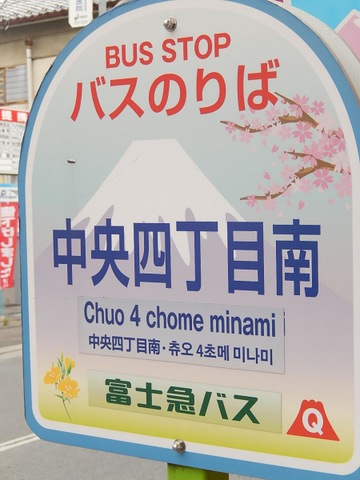 BUS STOP
バスのりば
中央四丁目南
Chuo 4 chome minami
中央四丁目南・츄오 4초메 미나미
富士急バス
Q